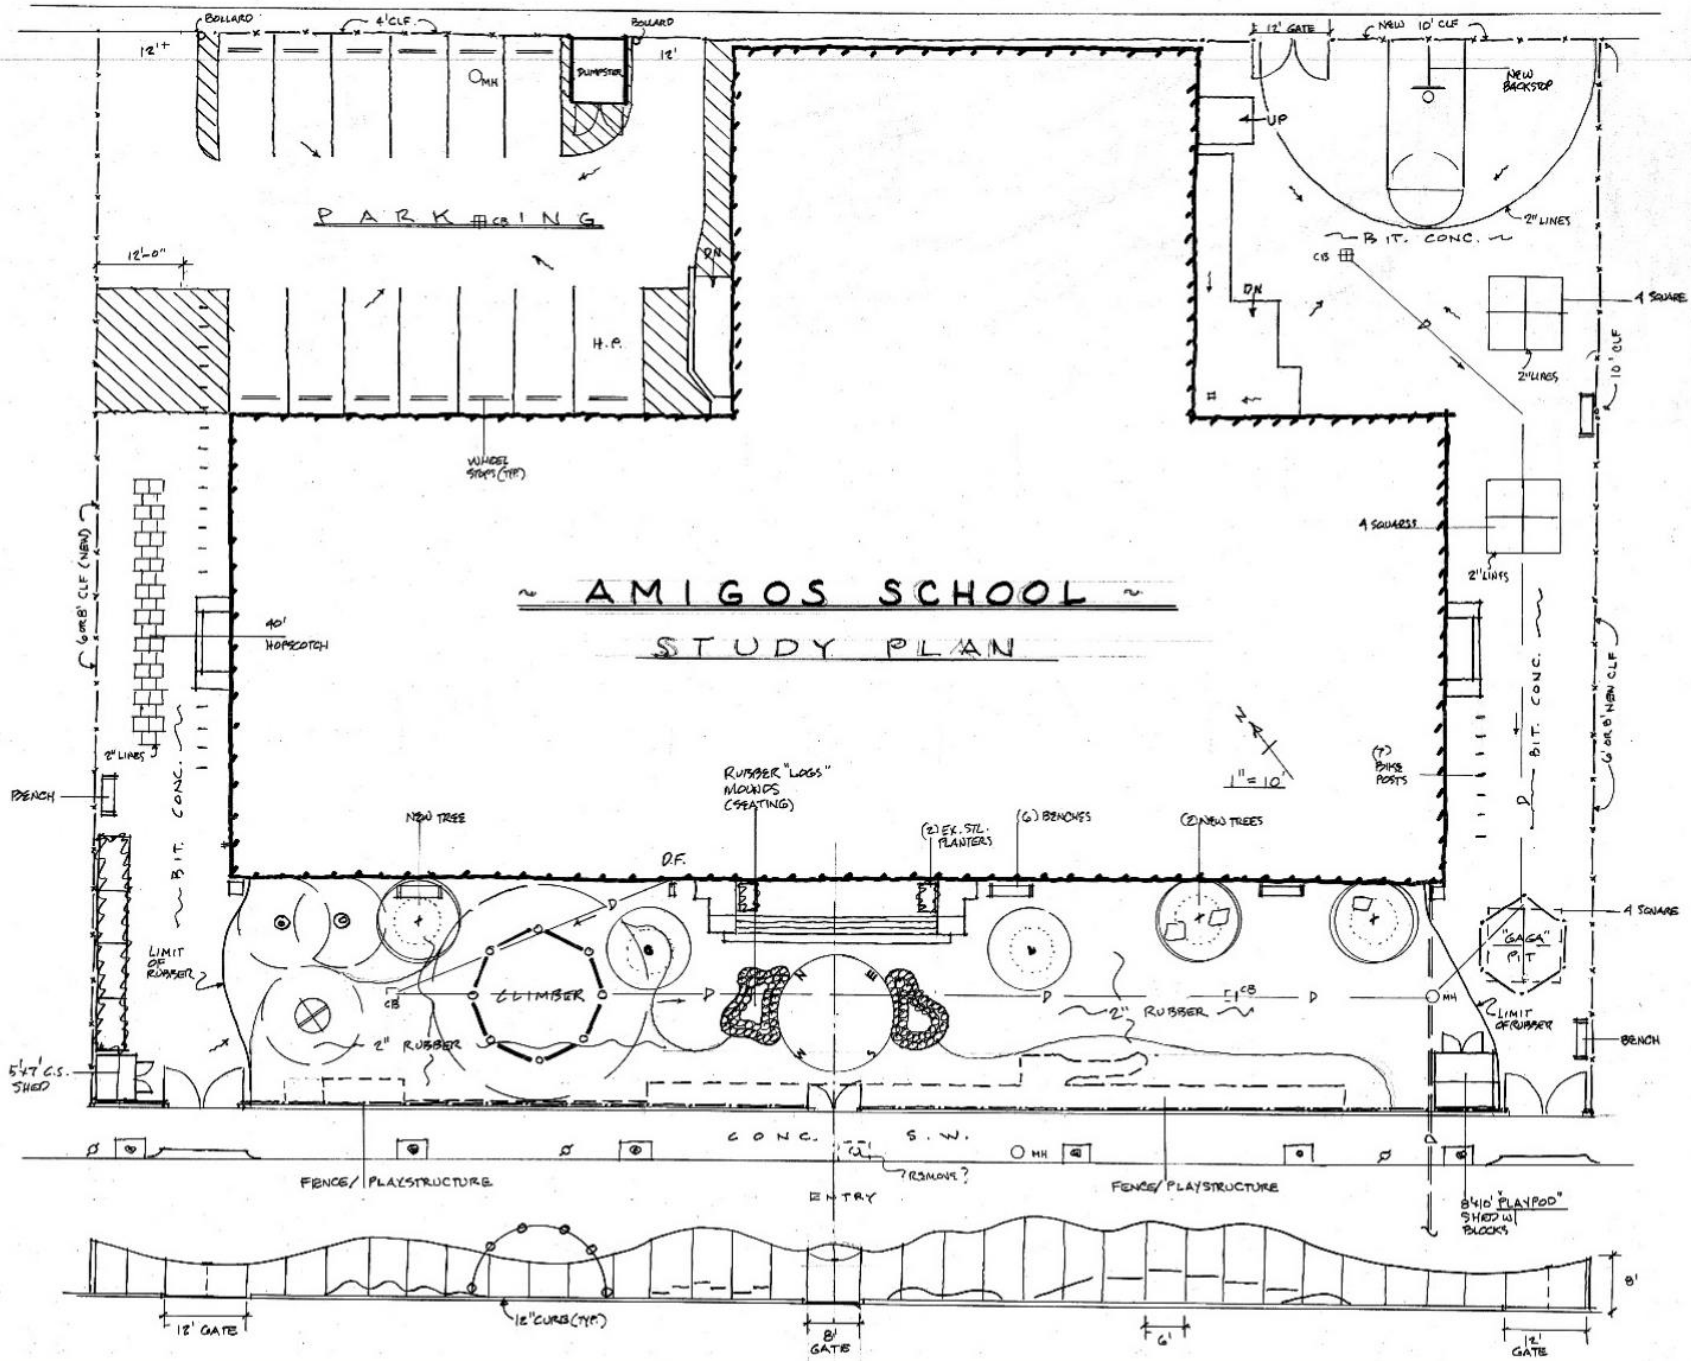 BOLLARD
4' CLF
BOLLARD
12' GATE
NEW 10' CLF
12'+
MH
DUMPSTER
12'
NEW
BACKSTOP
UP
PARKING
CB
2" LINES
BIT. CONC.
CB
12'-0"
DN
DN
4 SQUARE
D
H.P.
2" LINES
10' CLF
WHEEL
STOPS (TYP.)
4 SQUARES
2" LINES
6' OR 8' CLF (NEW)
~ AMIGOS SCHOOL ~
STUDY PLAN
40'
HOPSCOTCH
BIT. CONC.
6' OR 8' NEW CLF
2" LINES
N
1" = 10'
(7)
BIKE
POSTS
BENCH
BIT. CONC.
RUBBER "LOGS"
MOUNDS
(SEATING)
D
NEW TREE
(2) EX. STL.
PLANTERS
(6) BENCHES
(2) NEW TREES
D.F.
D
4 SQUARE
"GAGA"
PIT
LIMIT
OF
RUBBER
CB
CLIMBER
D
N
E
W
S
D
CB
D
MH
2" RUBBER
2" RUBBER
LIMIT
OF RUBBER
BENCH
5'x7' C.S.
SHED
CONC. S.W.
D
MH
REMOVE?
FENCE/PLAYSTRUCTURE
ENTRY
FENCE/PLAYSTRUCTURE
8'x10' "PLAYPOD"
SHED W/
BLOCKS
8'
12' GATE
12" CURB (TYP.)
8'
GATE
6'
12'
GATE